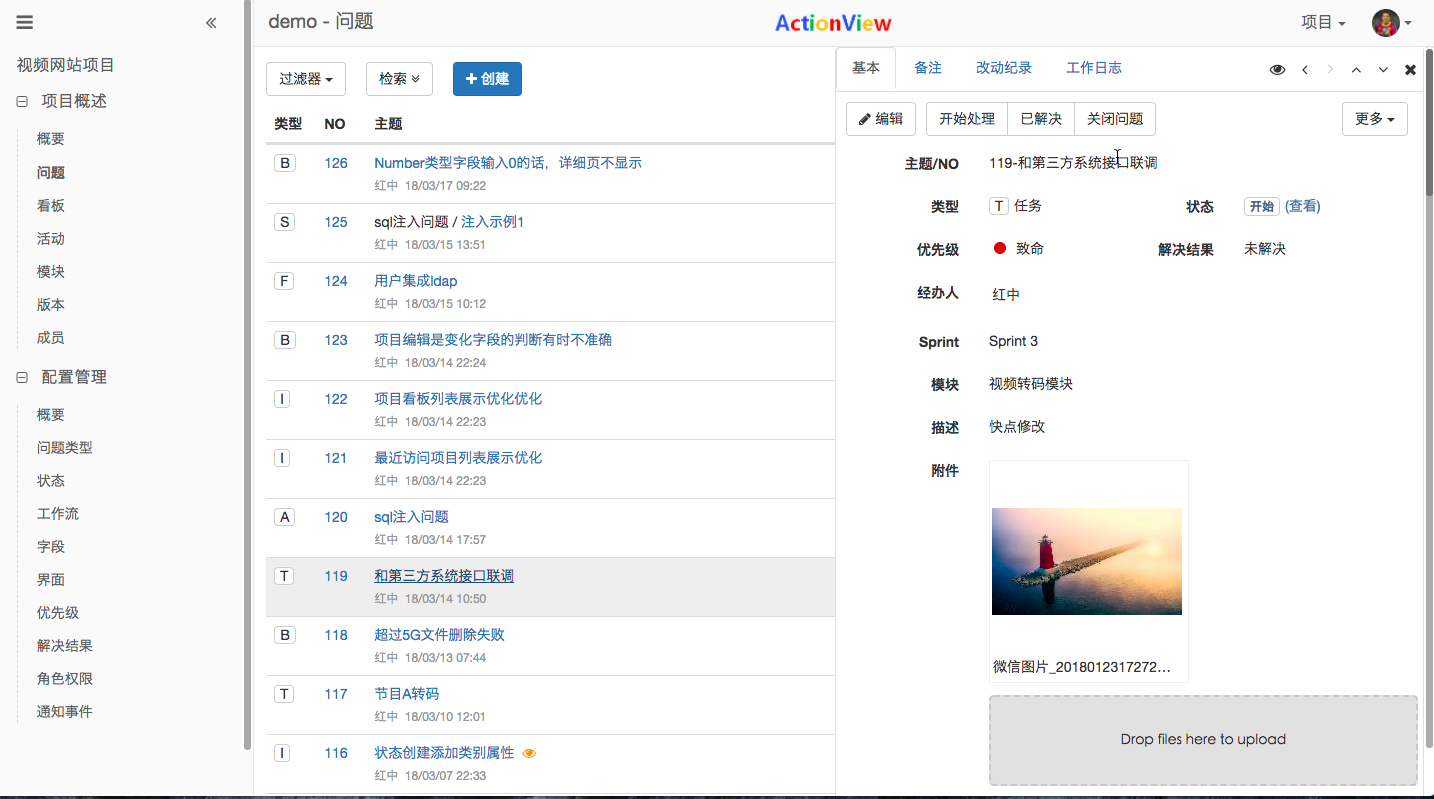 demo - 问题
ActionView
项目
视频网站项目
项目概述
概要
问题
看板
活动
模块
版本
成员
配置管理
概要
问题类型
状态
工作流
字段
界面
优先级
解决结果
角色权限
通知事件
过滤器
检索
创建
类型 NO 主题
B 126 Number类型字段输入0的话，详细页不显示
红中 18/03/17 09:22
S 125 sql注入问题 / 注入示例1
红中 18/03/15 13:51
F 124 用户集成ldap
红中 18/03/15 10:12
B 123 项目编辑是变化字段的判断有时不准确
红中 18/03/14 22:24
I 122 项目看板列表展示优化优化
红中 18/03/14 22:23
I 121 最近访问项目列表展示优化
红中 18/03/14 22:23
A 120 sql注入问题
红中 18/03/14 17:57
T 119 和第三方系统接口联调
红中 18/03/14 10:50
B 118 超过5G文件删除失败
红中 18/03/13 07:44
T 117 节目A转码
红中 18/03/10 12:01
I 116 状态创建添加类别属性
红中 18/03/07 22:33
基本 备注 改动纪录 工作日志
编辑 开始处理 已解决 关闭问题 更多
主题/NO 119-和第三方系统接口联调
类型 T 任务 状态 开始 (查看)
优先级 致命 解决结果 未解决
经办人 红中
Sprint Sprint 3
模块 视频转码模块
描述 快点修改
附件
微信图片_2018012317272...
Drop files here to upload